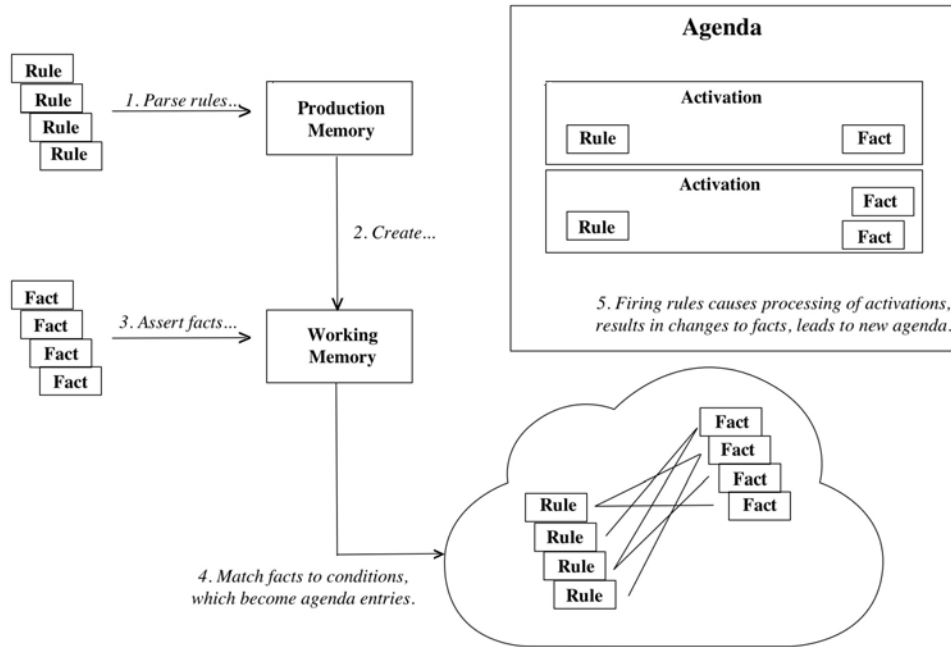 Rule
Rule
Rule
Rule
1. Parse rules...
Production
Memory
2. Create...
Fact
Fact
Fact
Fact
3. Assert facts...
Working
Memory
4. Match facts to conditions,
which become agenda entries.
Agenda
Activation
Rule
Fact
Activation
Rule
Fact
Fact
5. Firing rules causes processing of activations,
results in changes to facts, leads to new agenda.
Fact
Fact
Fact
Fact
Rule
Rule
Rule
Rule